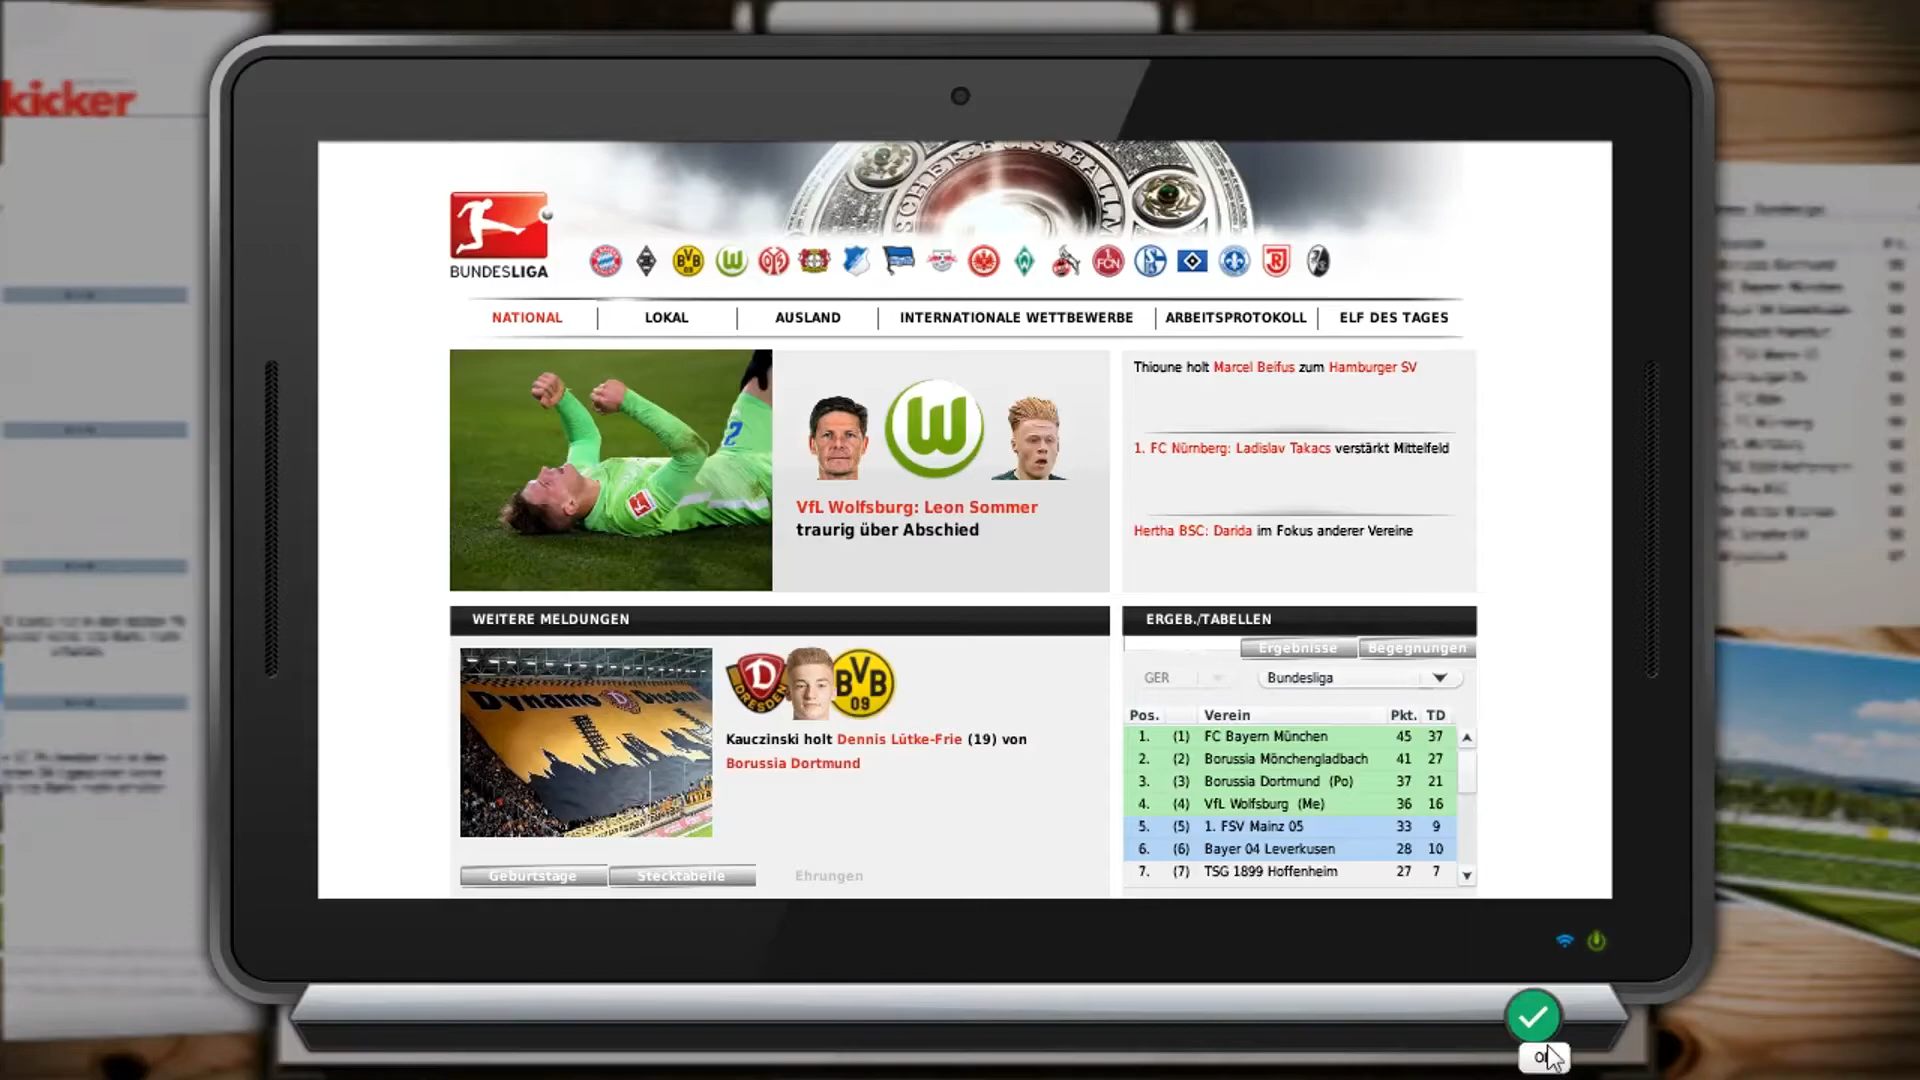 kicker
BUNDESLIGA
NATIONAL
LOKAL
AUSLAND
INTERNATIONALE WETTBEWERBE
ARBEITSPROTOKOLL
ELF DES TAGES
VfL Wolfsburg: Leon Sommer
traurig über Abschied
Thioune holt Marcel Beifus zum Hamburger SV
1. FC Nürnberg: Ladislav Takacs verstärkt Mittelfeld
Hertha BSC: Darida im Fokus anderer Vereine
WEITERE MELDUNGEN
Dynamo Dresden
Kauczinski holt Dennis Lütke-Frie (19) von
Borussia Dortmund
Geburtstage
Stecktabelle
Ehrungen
ERGEB./TABELLEN
Ergebnisse
Begegnungen
GER
Bundesliga
Pos. Verein Pkt. TD
1. (1) FC Bayern München 45 37
2. (2) Borussia Mönchengladbach 41 27
3. (3) Borussia Dortmund (Po) 37 21
4. (4) VfL Wolfsburg (Me) 36 16
5. (5) 1. FSV Mainz 05 33 9
6. (6) Bayer 04 Leverkusen 28 10
7. (7) TSG 1899 Hoffenheim 27 7